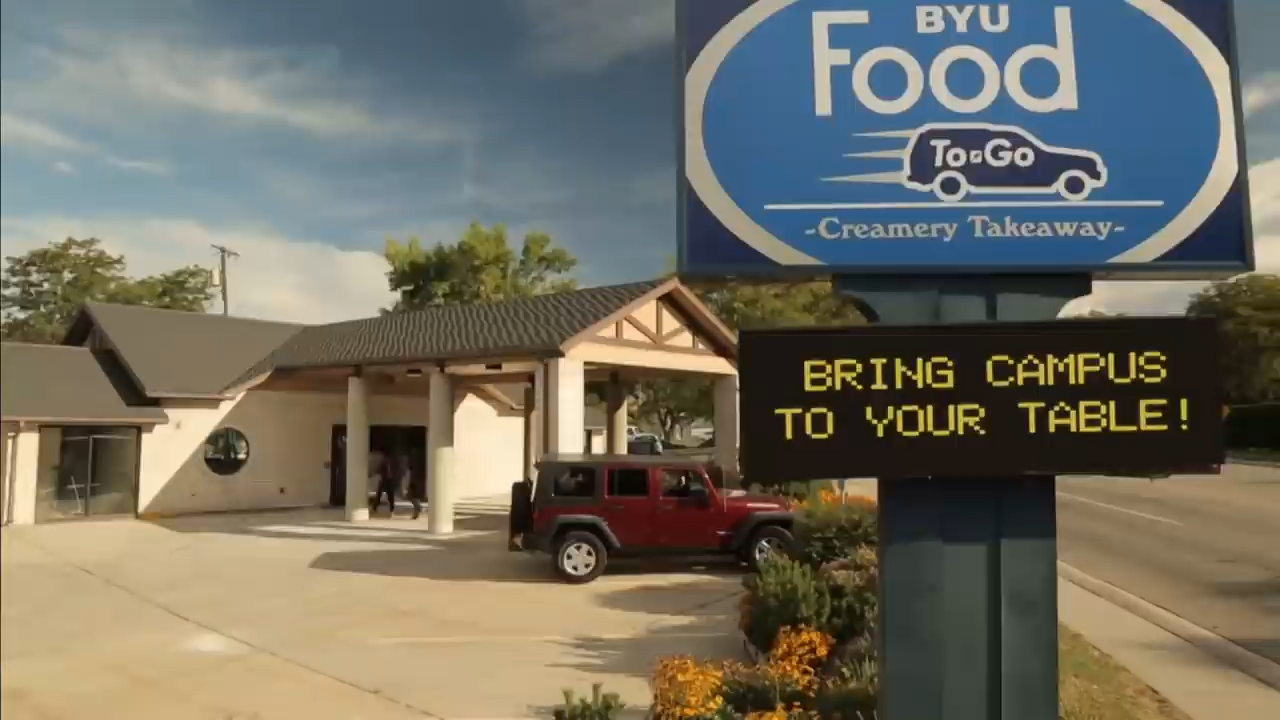 BYU
Food
To Go
-Creamery Takeaway-
BRING CAMPUS
TO YOUR TABLE!